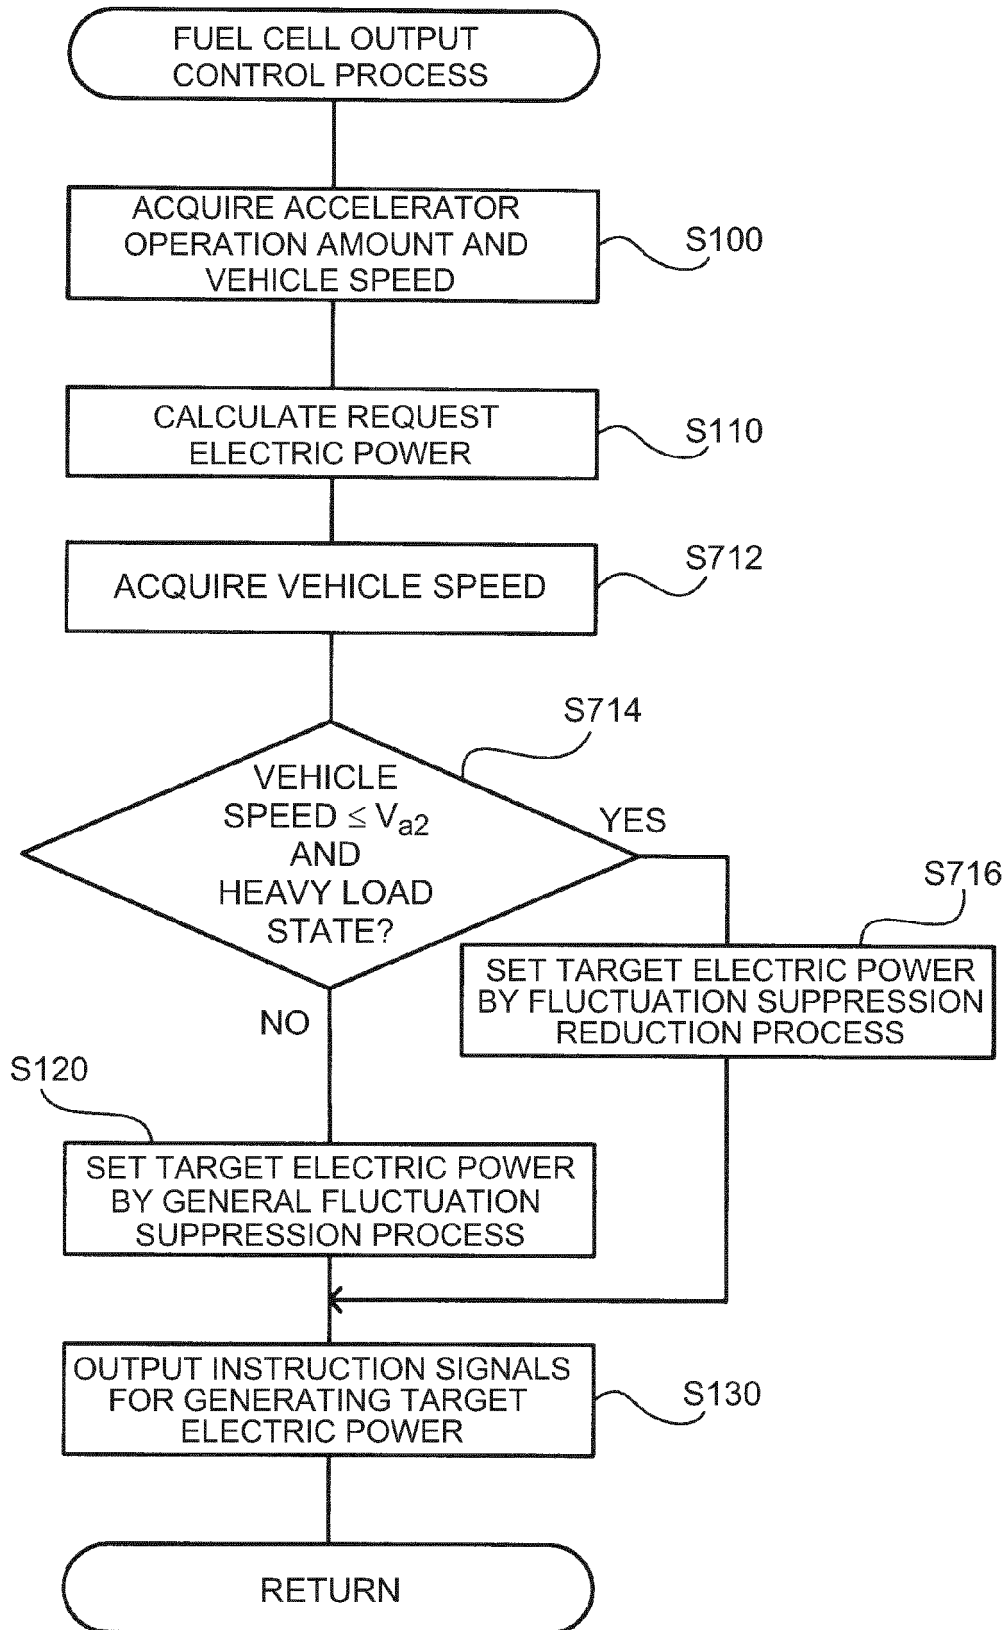 FUEL CELL OUTPUT
CONTROL PROCESS
ACQUIRE ACCELERATOR
OPERATION AMOUNT AND
VEHICLE SPEED
S100
CALCULATE REQUEST
ELECTRIC POWER
S110
ACQUIRE VEHICLE SPEED
S712
S714
VEHICLE
SPEED ≤ Va2
AND
HEAVY LOAD
STATE?
YES
NO
S716
SET TARGET ELECTRIC POWER
BY FLUCTUATION SUPPRESSION
REDUCTION PROCESS
S120
SET TARGET ELECTRIC POWER
BY GENERAL FLUCTUATION
SUPPRESSION PROCESS
OUTPUT INSTRUCTION SIGNALS
FOR GENERATING TARGET
ELECTRIC POWER
S130
RETURN